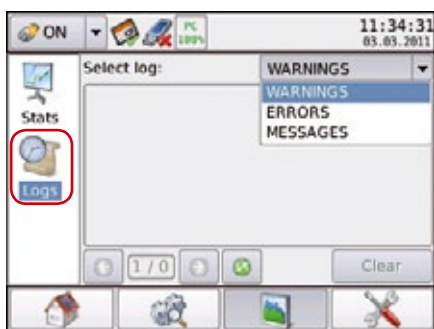 ON
PC
100%
11:34:31
03.03.2011
Select log:
WARNINGS
WARNINGS
ERRORS
MESSAGES
Stats
Logs
1 / 0
Clear